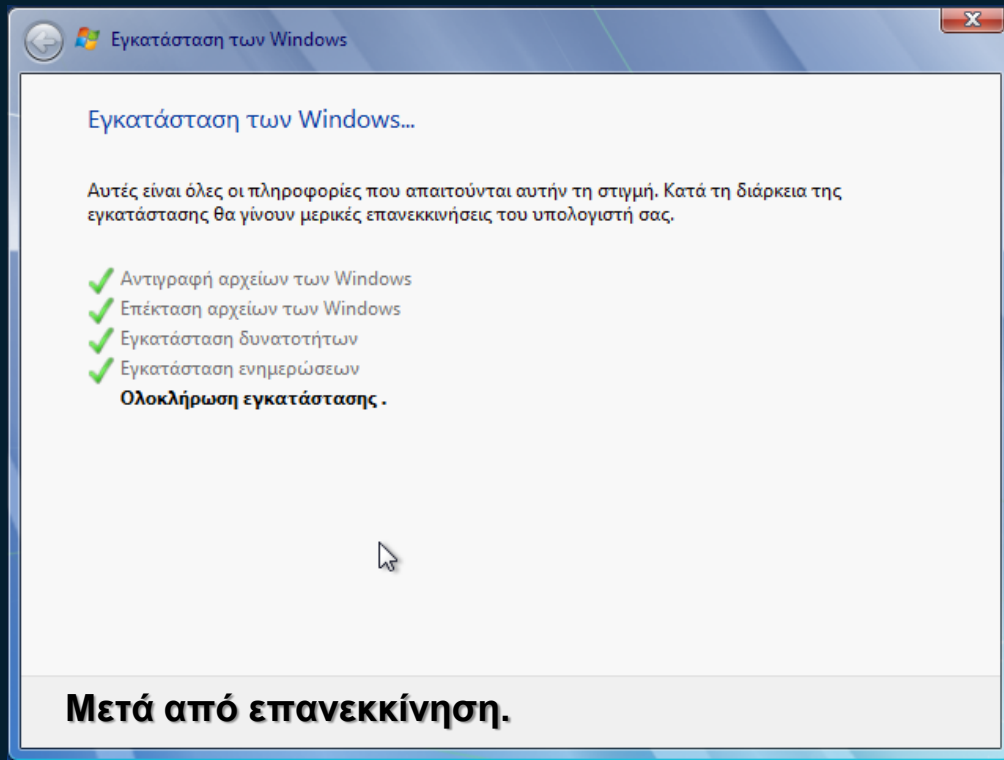 Εγκατάσταση των Windows
Εγκατάσταση των Windows...
Αυτές είναι όλες οι πληροφορίες που απαιτούνται αυτήν τη στιγμή. Κατά τη διάρκεια της
εγκατάστασης θα γίνουν μερικές επανεκκινήσεις του υπολογιστή σας.
Αντιγραφή αρχείων των Windows
Επέκταση αρχείων των Windows
Εγκατάσταση δυνατοτήτων
Εγκατάσταση ενημερώσεων
Ολοκλήρωση εγκατάστασης .
Μετά από επανεκκίνηση.